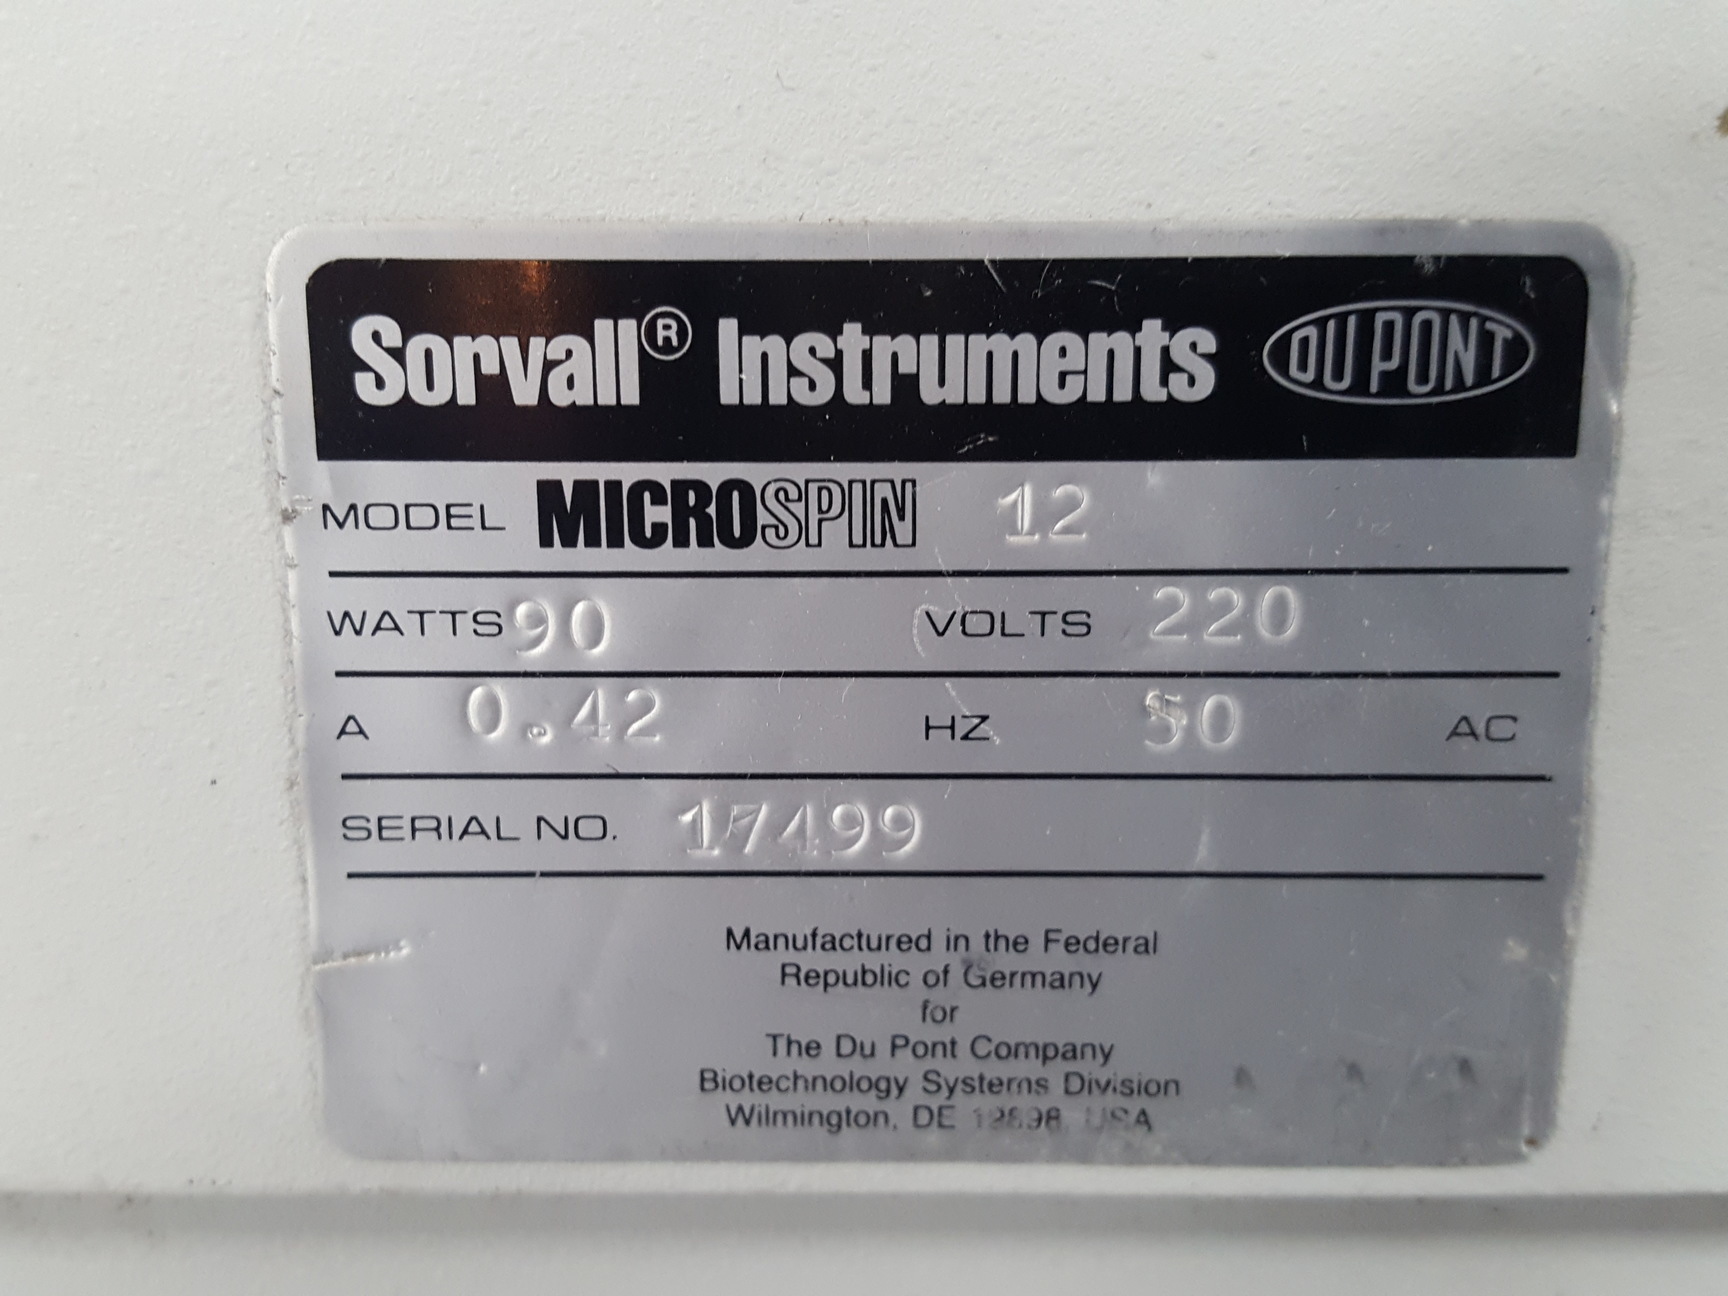 Sorvall® Instruments DU PONT
MODEL MICROSPIN 12
WATTS 90 VOLTS 220
A 0.42 HZ 50 AC
SERIAL NO. 17499
Manufactured in the Federal
Republic of Germany
for
The Du Pont Company
Biotechnology Systems Division
Wilmington, DE USA